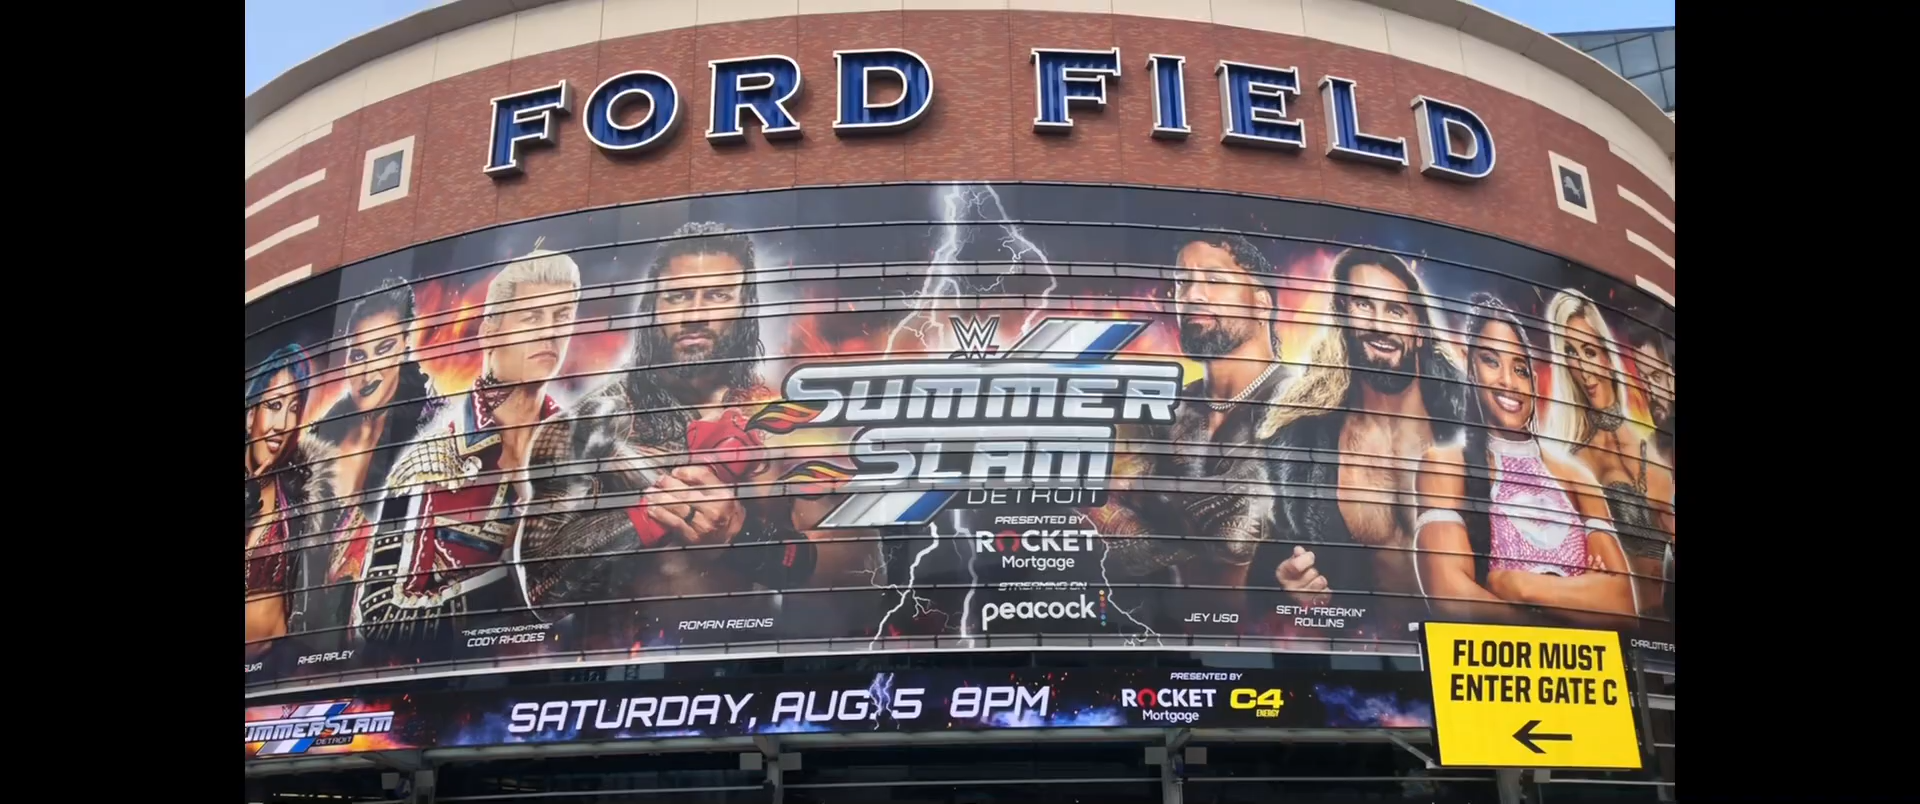 FORD FIELD
W
SUMMER
SLAM
DETROIT
PRESENTED BY
ROCKET
Mortgage
STREAMING ON
peacock
RHEA RIPLEY
"THE AMERICAN NIGHTMARE"
CODY RHODES
ROMAN REIGNS
JEY USO
SETH "FREAKIN"
ROLLINS
CHARLOTTE
SUMMERSLAM
DETROIT
SATURDAY, AUG. 5 8PM
PRESENTED BY
ROCKET
Mortgage
C4
ENERGY
FLOOR MUST
ENTER GATE C